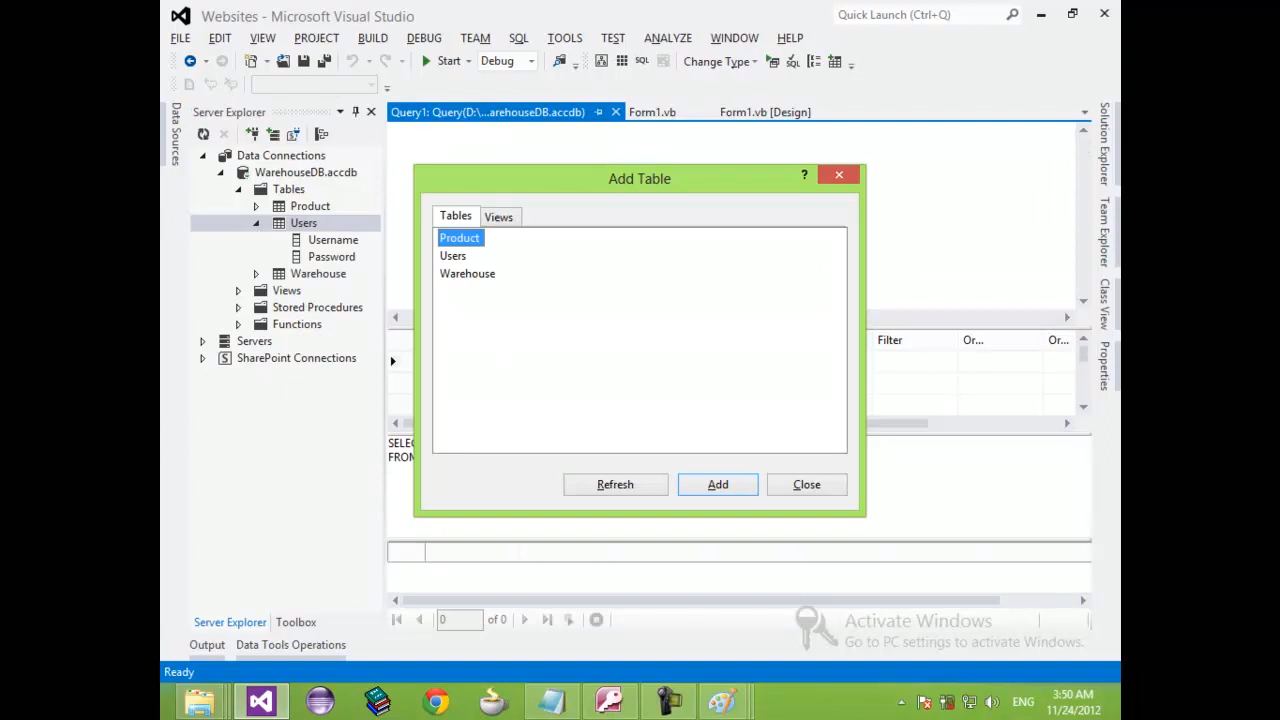 Websites - Microsoft Visual Studio
Quick Launch (Ctrl+Q)
FILE EDIT VIEW PROJECT BUILD DEBUG TEAM SQL TOOLS TEST ANALYZE WINDOW HELP
Start Debug SQL Change Type SQL
Data Sources
Server Explorer
Data Connections
WarehouseDB.accdb
Tables
Product
Users
Username
Password
Warehouse
Views
Stored Procedures
Functions
Servers
SharePoint Connections
Query1: Query(D:\...arehouseDB.accdb) Form1.vb Form1.vb [Design]
Add Table
?
Tables Views
Product
Users
Warehouse
Refresh Add Close
Filter Or... Or...
SELEC
FROM
0 of 0
Solution Explorer
Team Explorer
Class View
Properties
Activate Windows
Go to PC settings to activate Windows.
Server Explorer Toolbox
Output Data Tools Operations
Ready
ENG
3:50 AM
11/24/2012